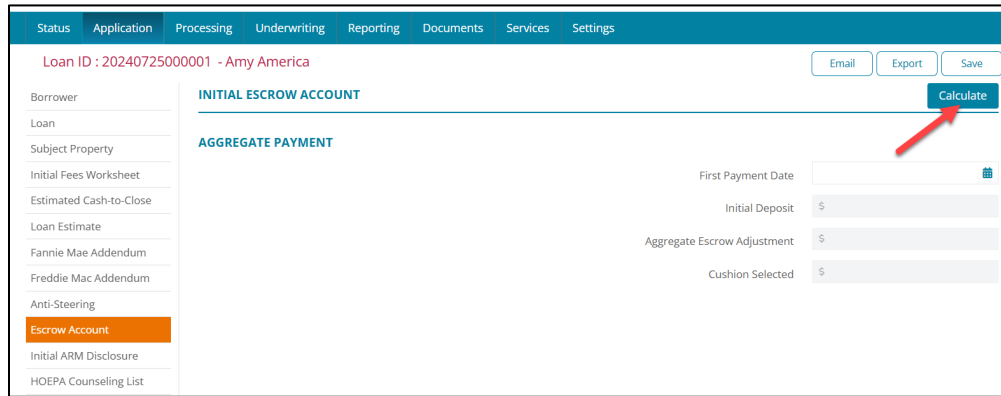 Status Application Processing Underwriting Reporting Documents Services Settings
Loan ID : 20240725000001 - Amy America
Email Export Save
Borrower
Loan
Subject Property
Initial Fees Worksheet
Estimated Cash-to-Close
Loan Estimate
Fannie Mae Addendum
Freddie Mac Addendum
Anti-Steering
Escrow Account
Initial ARM Disclosure
HOEPA Counseling List
INITIAL ESCROW ACCOUNT
Calculate
AGGREGATE PAYMENT
First Payment Date
Initial Deposit $
Aggregate Escrow Adjustment $
Cushion Selected $